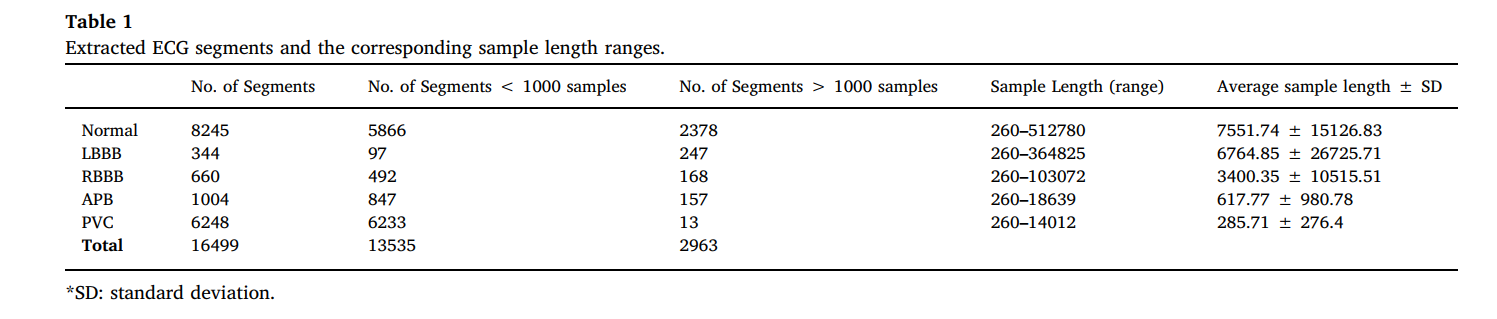 Table 1
Extracted ECG segments and the corresponding sample length ranges.
No. of Segments No. of Segments < 1000 samples No. of Segments > 1000 samples Sample Length (range) Average sample length ± SD
Normal 8245 5866 2378 260–512780 7551.74 ± 15126.83
LBBB 344 97 247 260–364825 6764.85 ± 26725.71
RBBB 660 492 168 260–103072 3400.35 ± 10515.51
APB 1004 847 157 260–18639 617.77 ± 980.78
PVC 6248 6233 13 260–14012 285.71 ± 276.4
Total 16499 13535 2963
*SD: standard deviation.